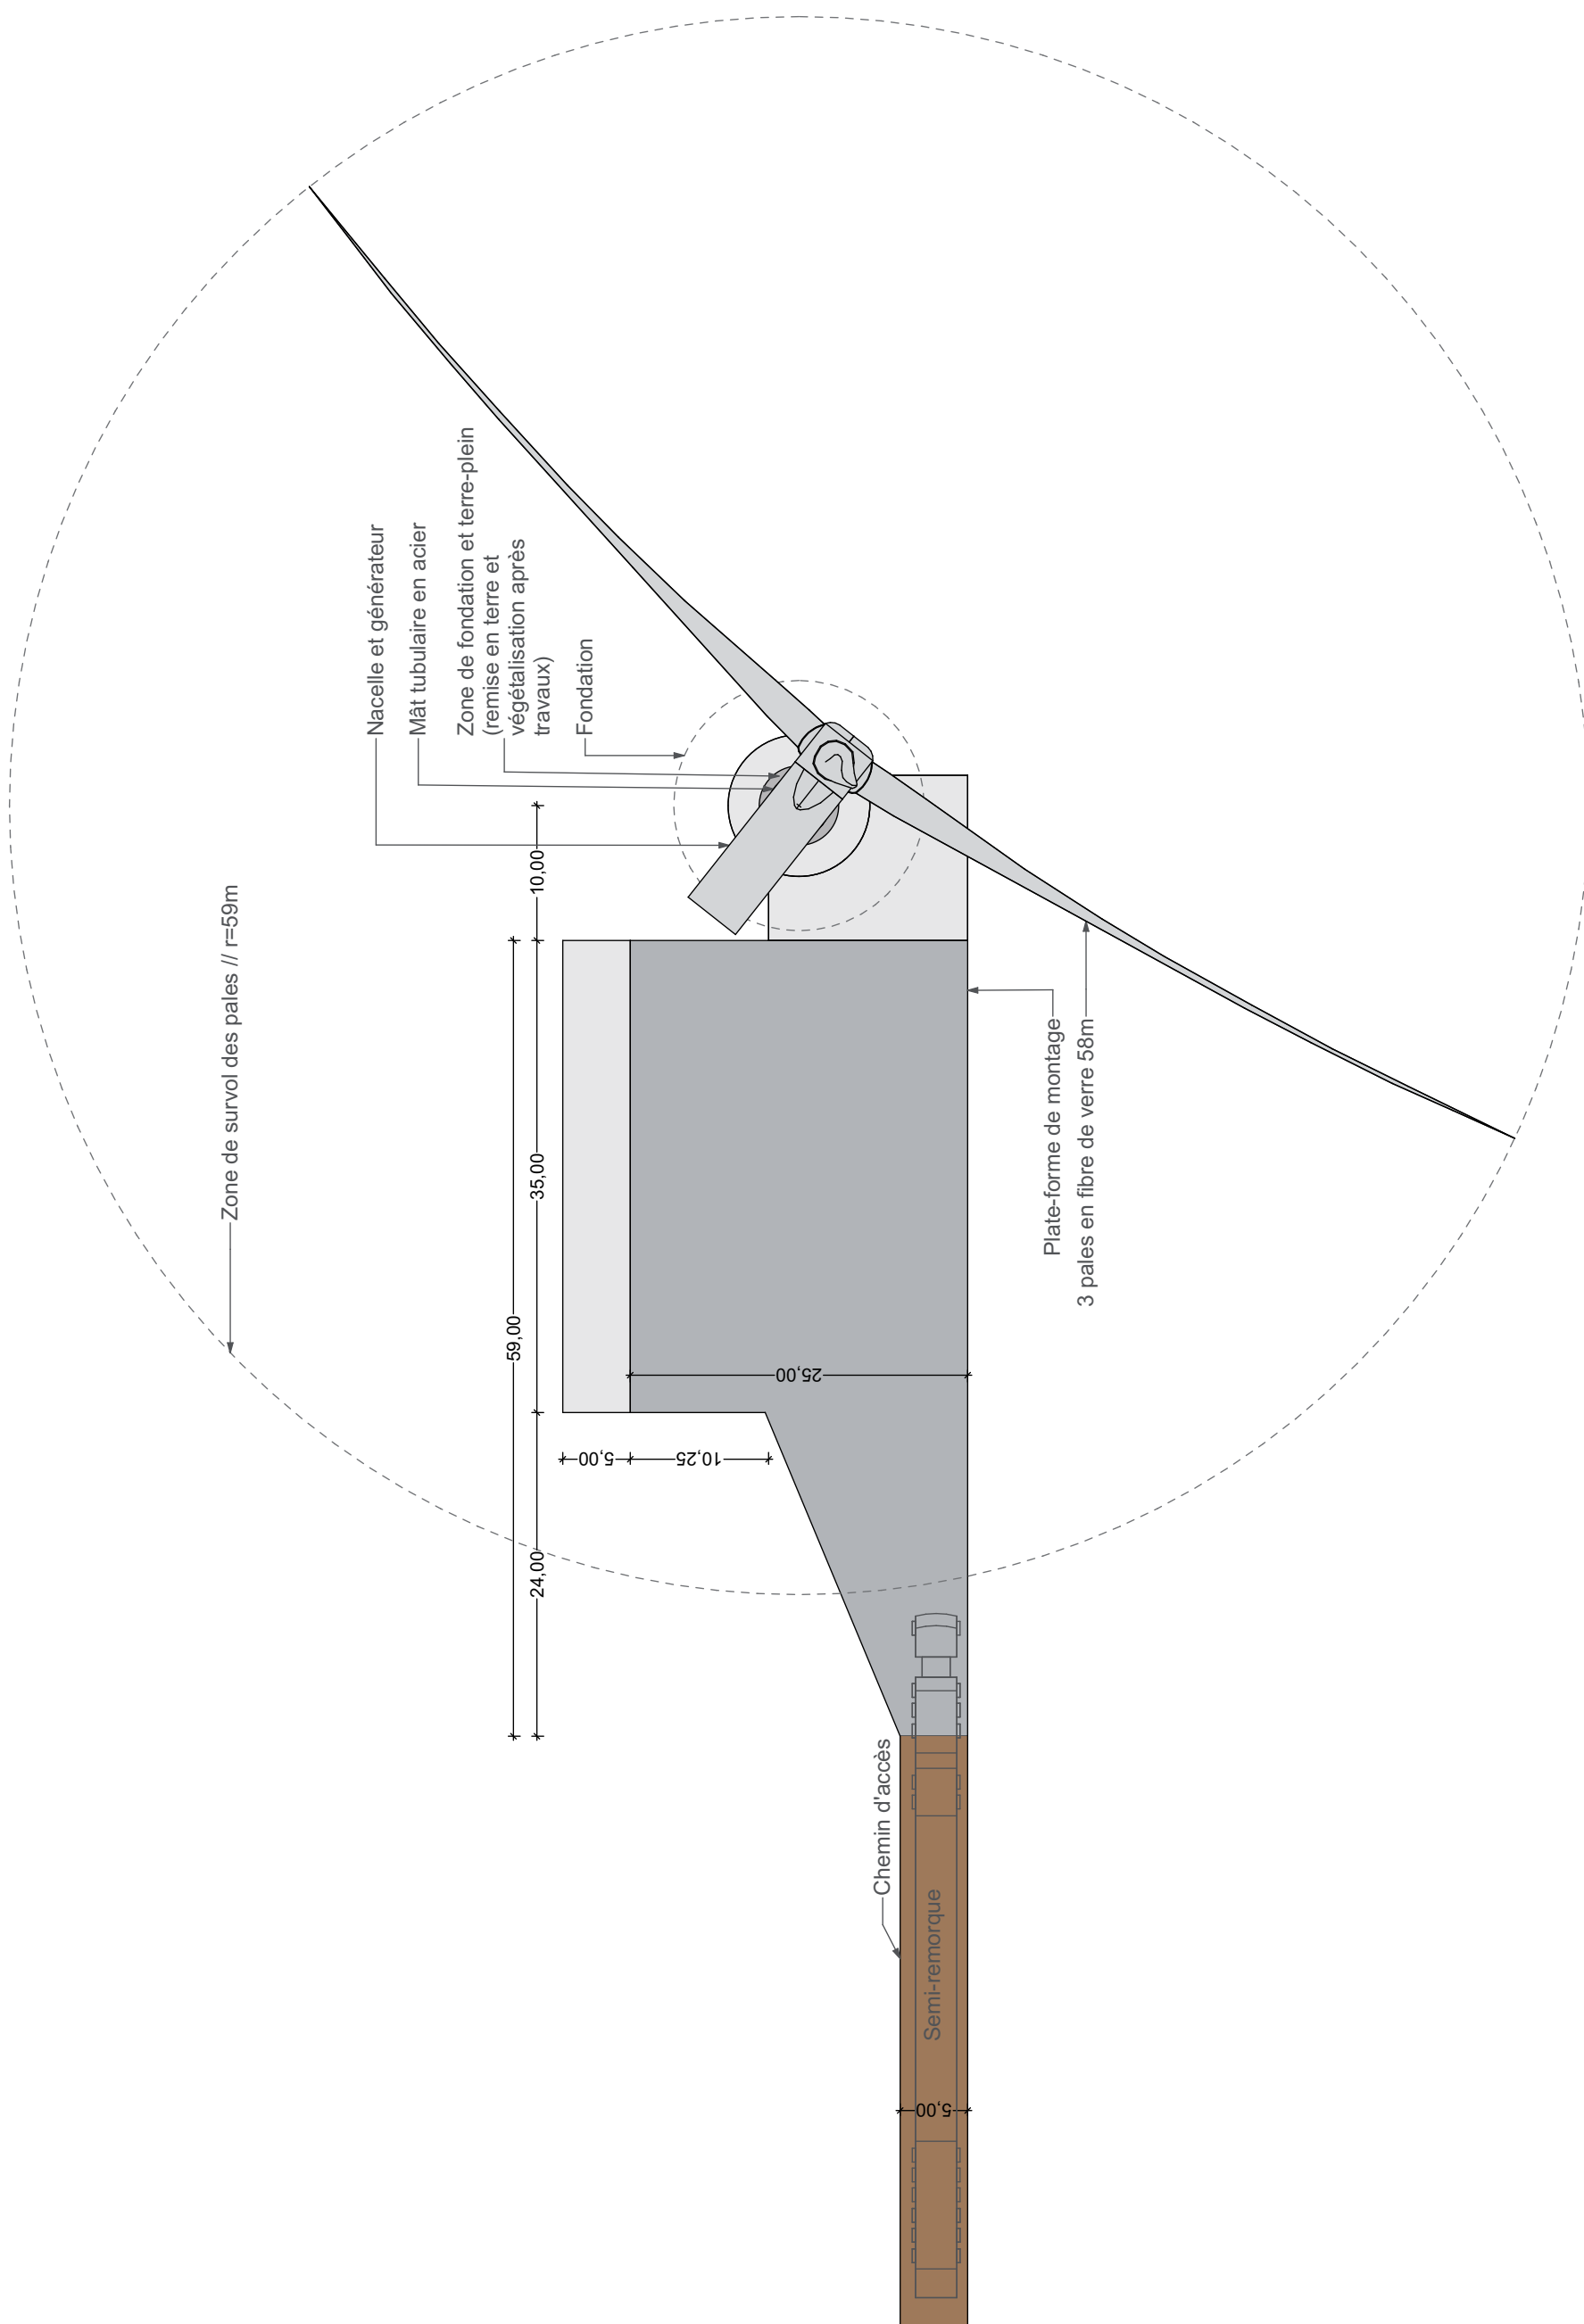 Zone de survol des pales // r=59m
Nacelle et générateur
Mât tubulaire en acier
Zone de fondation et terre-plein
(remise en terre et
végétalisation après
travaux)
Fondation
10,00
35,00
59,00
24,00
25,00
5,00
10,25
Plate-forme de montage
3 pales en fibre de verre 58m
Chemin d'accès
Semi-remorque
5,00